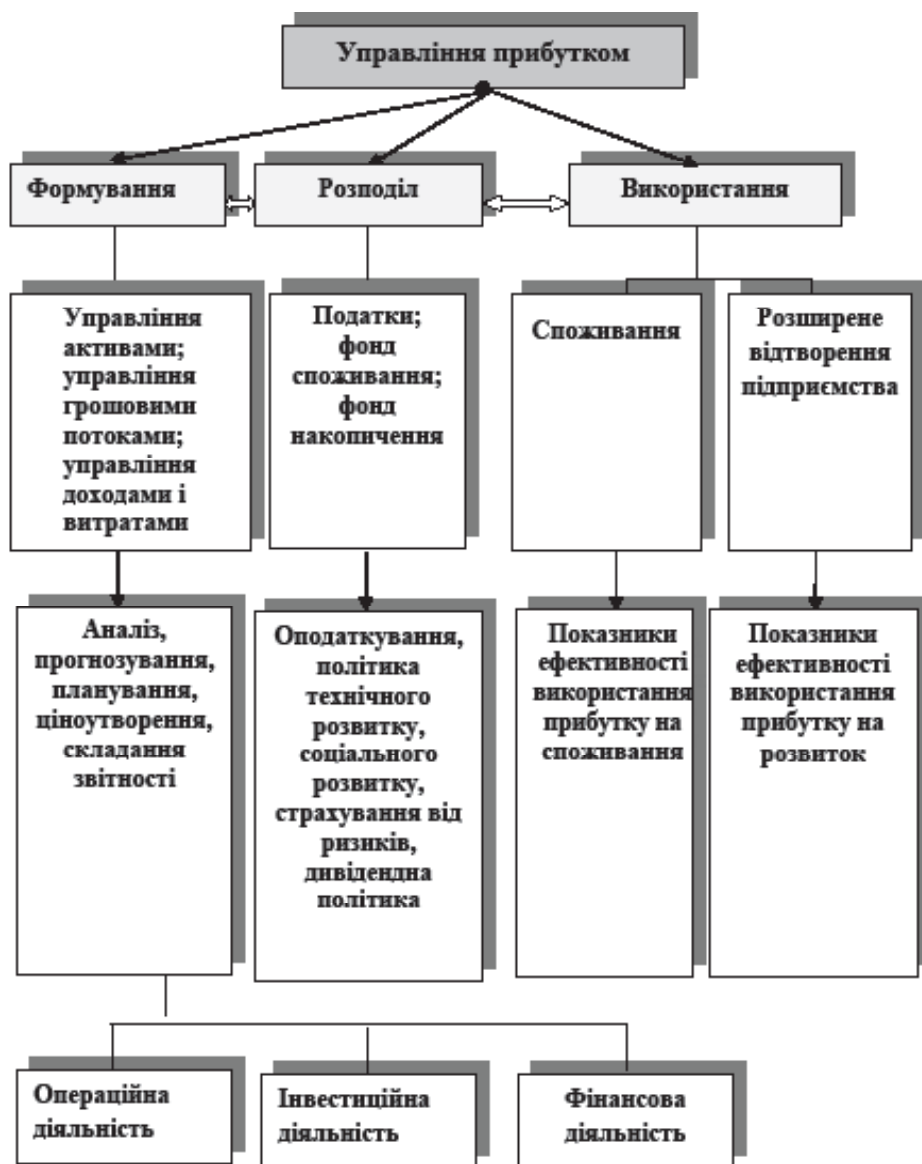 Управління прибутком
Формування
Розподіл
Використання
Управління
активами;
управління
грошовими
потоками;
управління
доходами і
витратами
Податки;
фонд
споживання;
фонд
накопичення
Споживання
Розширене
відтворення
підприємства
Аналіз,
прогнозування,
планування,
ціноутворення,
складання
звітності
Оподаткування,
політика
технічного
розвитку,
соціального
розвитку,
страхування від
ризиків,
дивідендна
політика
Показники
ефективності
використання
прибутку на
споживання
Показники
ефективності
використання
прибутку на
розвиток
Операційна
діяльність
Інвестиційна
діяльність
Фінансова
діяльність